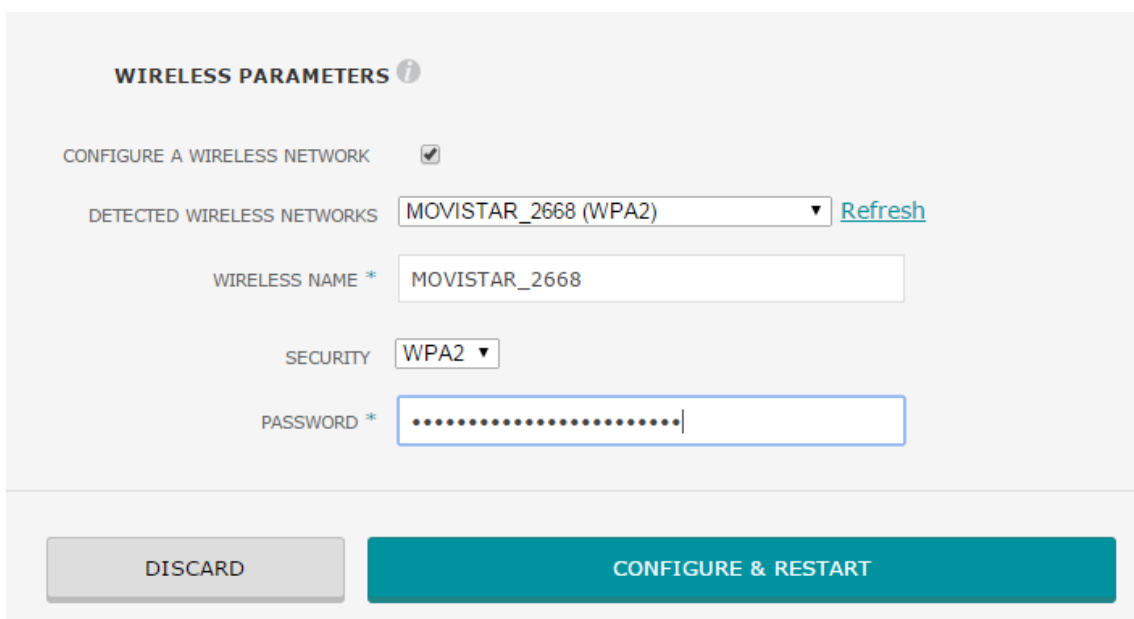 WIRELESS PARAMETERS i
CONFIGURE A WIRELESS NETWORK
DETECTED WIRELESS NETWORKS MOVISTAR_2668 (WPA2) Refresh
WIRELESS NAME * MOVISTAR_2668
SECURITY WPA2
PASSWORD * ••••••••••••••••••••••••
DISCARD CONFIGURE & RESTART